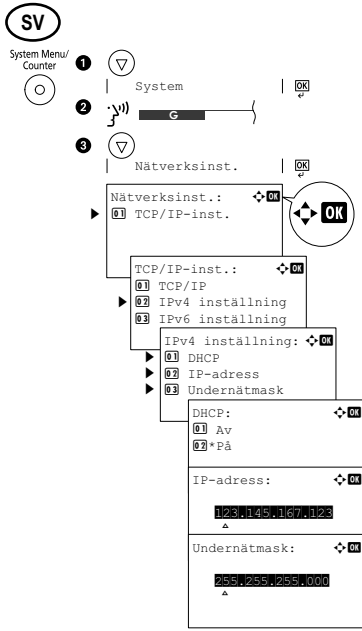 SV
System Menu/
Counter
1
System OK
2
G
3
Nätverksinst. OK
Nätverksinst.: OK
01 TCP/IP-inst.
OK
TCP/IP-inst.: OK
01 TCP/IP
02 IPv4 inställning
03 IPv6 inställning
IPv4 inställning: OK
01 DHCP
02 IP-adress
03 Undernätmask
DHCP: OK
01 Av
02 *På
IP-adress: OK
123.145.167.123
Undernätmask: OK
255.255.255.000